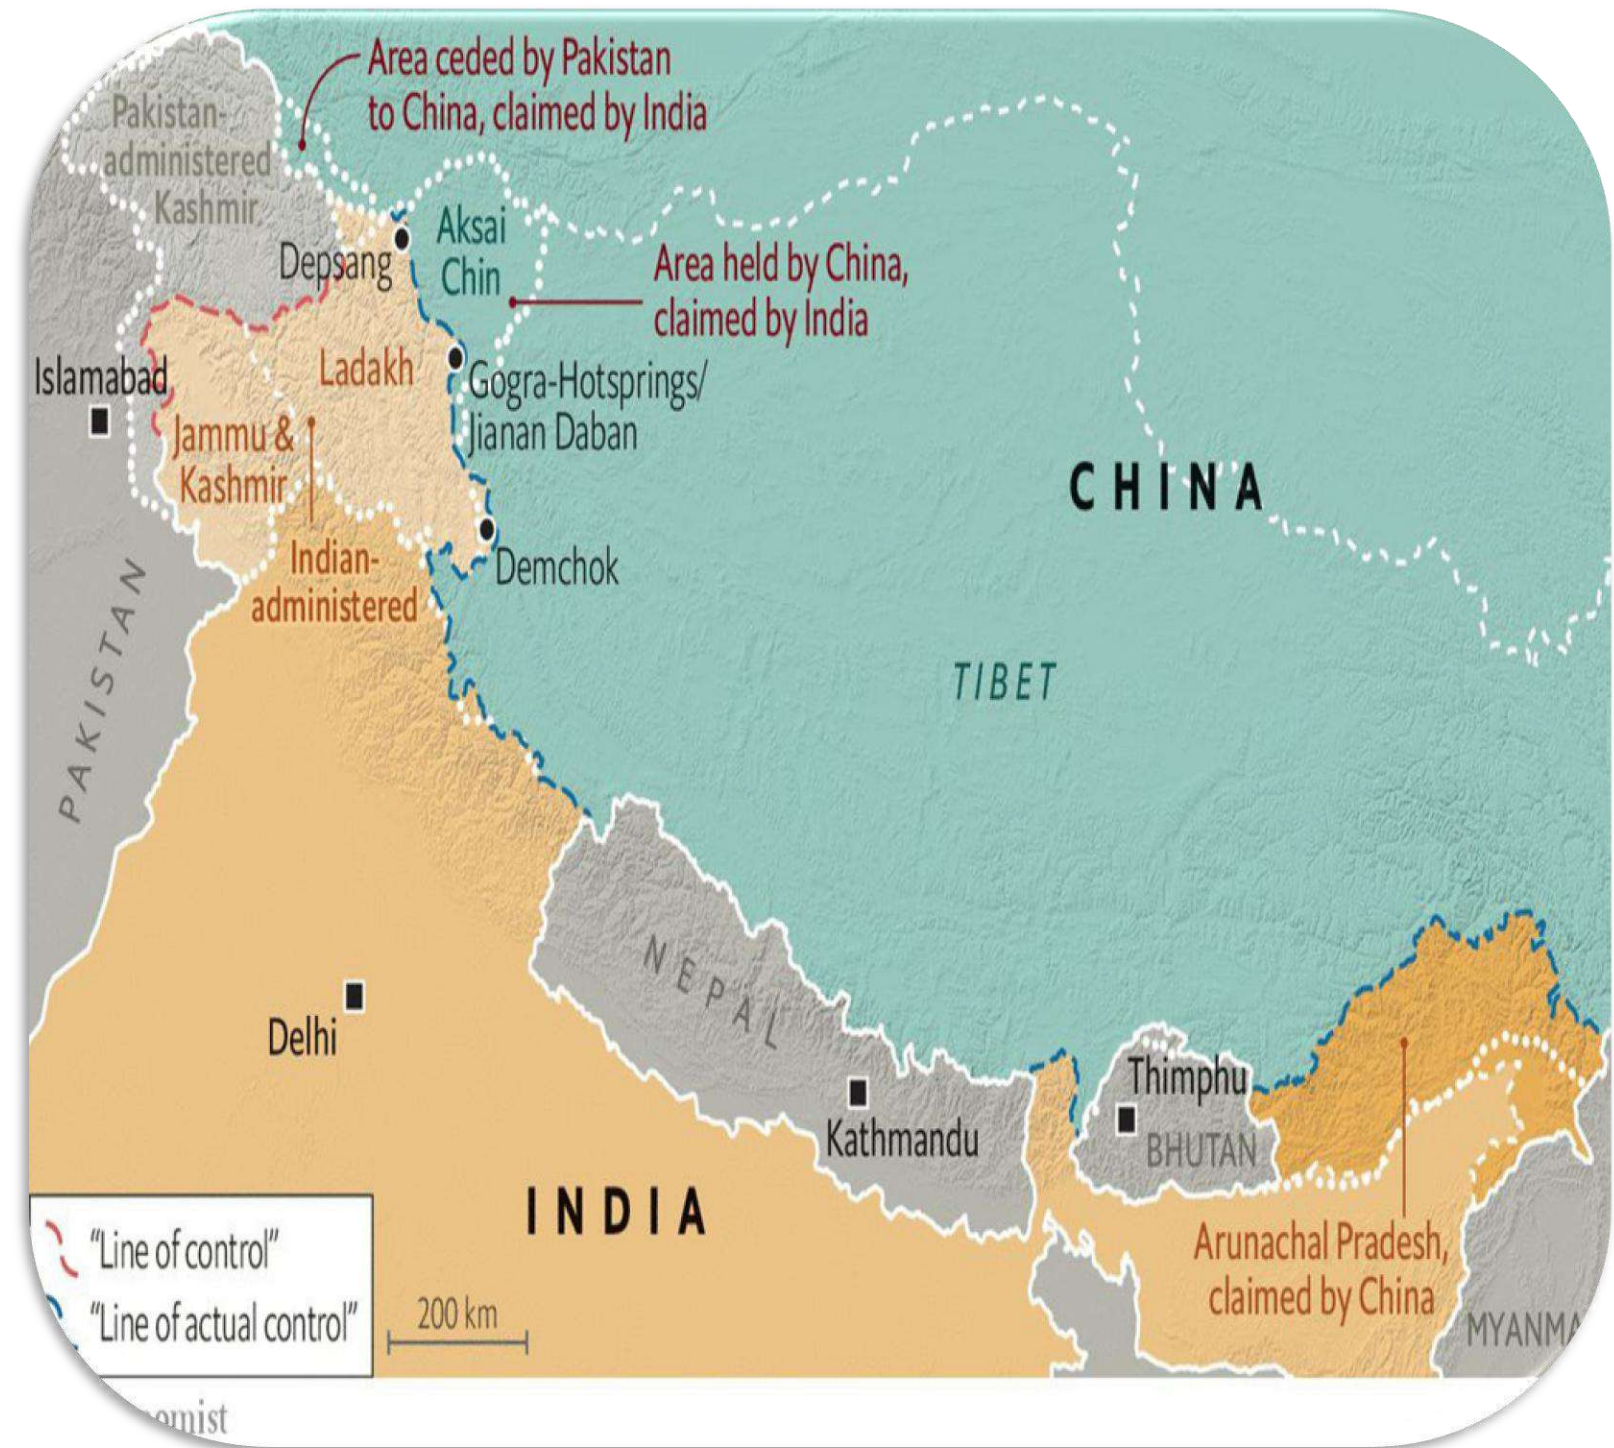 Area ceded by Pakistan
to China, claimed by India
Pakistan-
administered
Kashmir
Aksai
Chin
Depsang
Area held by China,
claimed by India
Islamabad
Ladakh
Gogra-Hotsprings/
Jianan Daban
Jammu &
Kashmir
CHINA
Demchok
Indian-
administered
PAKISTAN
TIBET
NEPAL
Delhi
Thimphu
Kathmandu
BHUTAN
INDIA
Arunachal Pradesh,
claimed by China
"Line of control"
"Line of actual control"
200 km
MYANMA
nomist